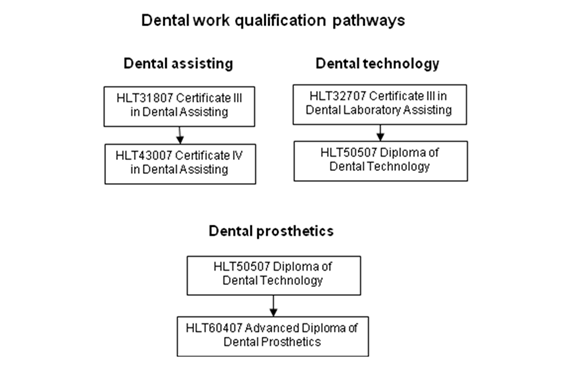 Dental work qualification pathways
Dental assisting
HLT31807 Certificate III
in Dental Assisting
HLT43007 Certificate IV
in Dental Assisting
Dental technology
HLT32707 Certificate III in
Dental Laboratory Assisting
HLT50507 Diploma of
Dental Technology
Dental prosthetics
HLT50507 Diploma of
Dental Technology
HLT60407 Advanced Diploma of
Dental Prosthetics